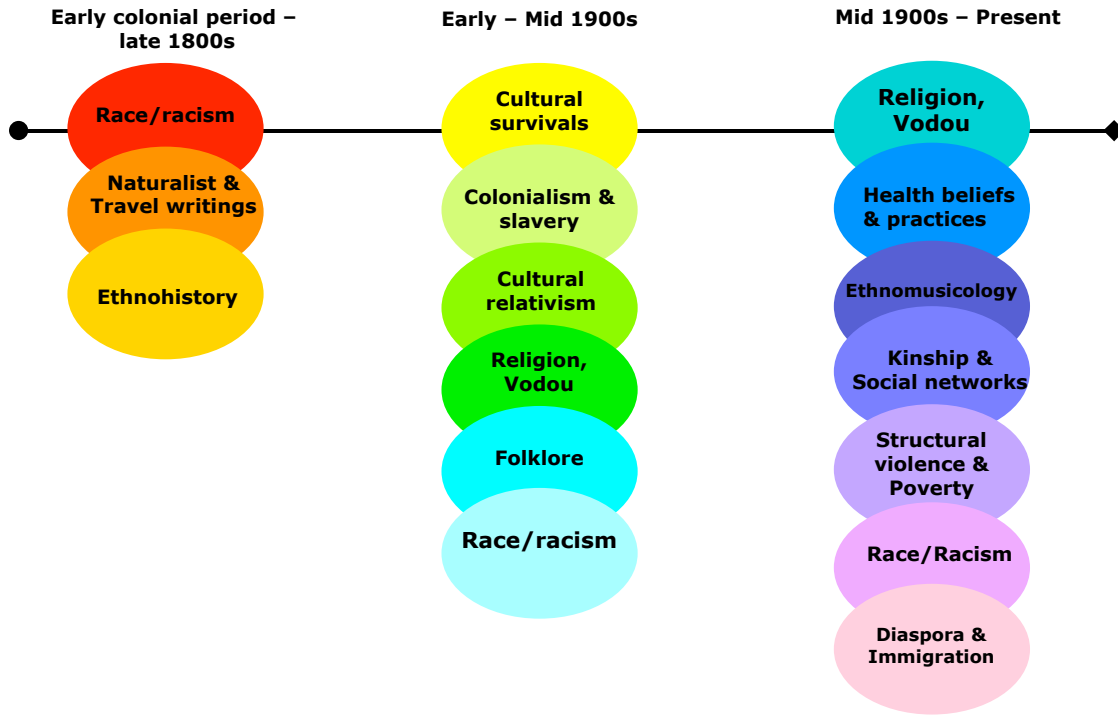 Early colonial period –
late 1800s
Race/racism
Naturalist &
Travel writings
Ethnohistory
Early – Mid 1900s
Cultural
survivals
Colonialism &
slavery
Cultural
relativism
Religion,
Vodou
Folklore
Race/racism
Mid 1900s – Present
Religion,
Vodou
Health beliefs
& practices
Ethnomusicology
Kinship &
Social networks
Structural
violence &
Poverty
Race/Racism
Diaspora &
Immigration